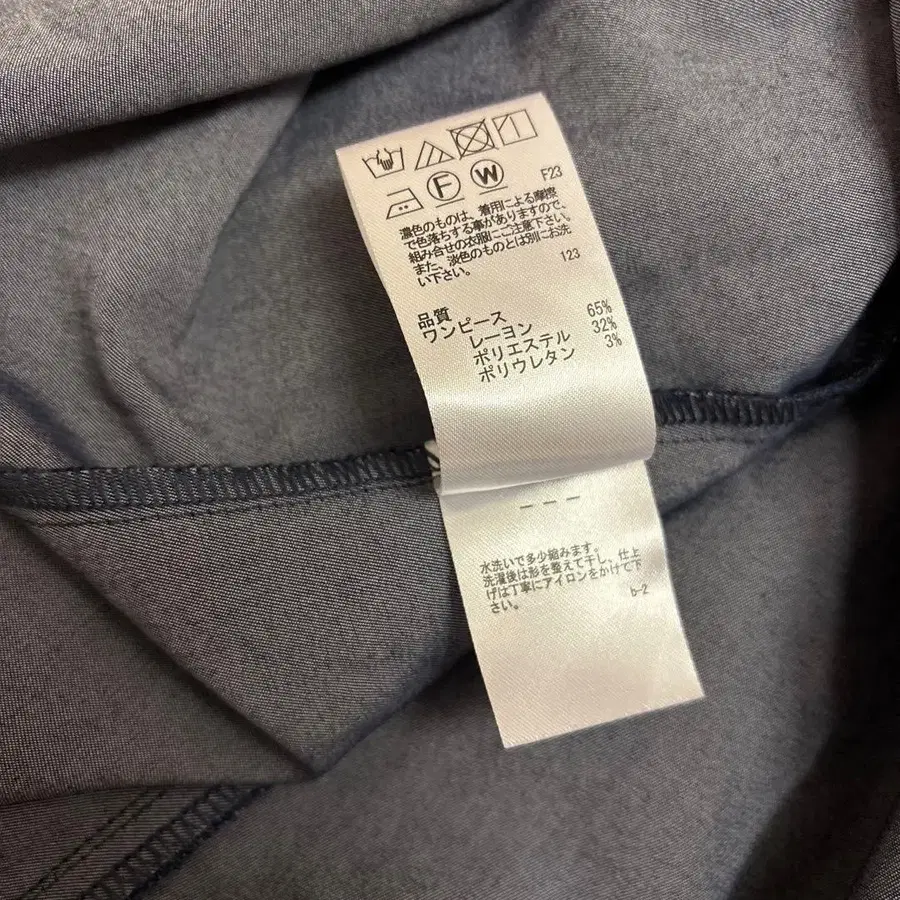 F W F23
濃色のものは、着用による摩擦
で色落ちする事がありますので、
組み合せの衣服にご注意下さい。
また、淡色のものとは別にお洗
い下さい。 123
品質
ワンピース
レーヨン 65%
ポリエステル 32%
ポリウレタン 3%
水洗いで多少縮みます。
洗濯後は形を整えて干し、仕上
げは丁寧にアイロンをかけて下
さい。 b-2